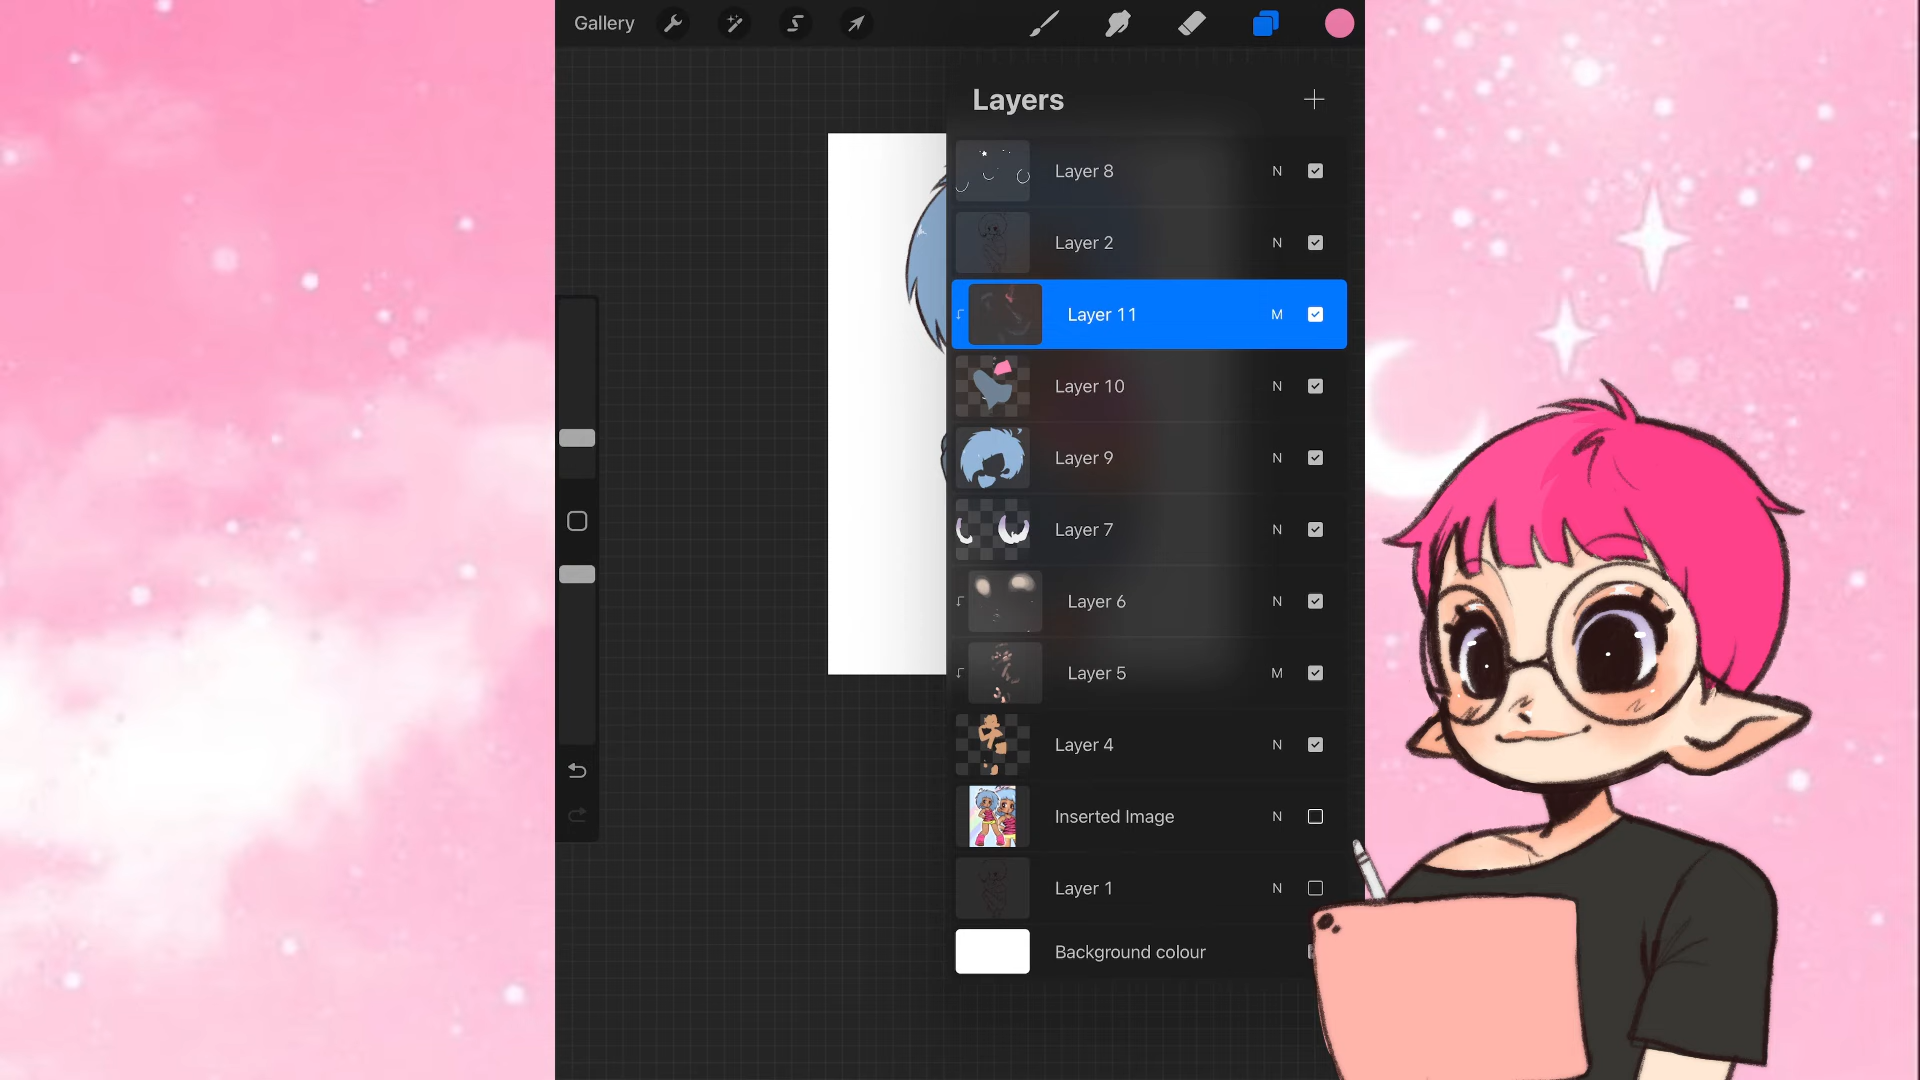 Gallery
Layers
Layer 8 N
Layer 2 N
Layer 11 M
Layer 10 N
Layer 9 N
Layer 7 N
Layer 6 N
Layer 5 M
Layer 4 N
Inserted Image N
Layer 1 N
Background colour